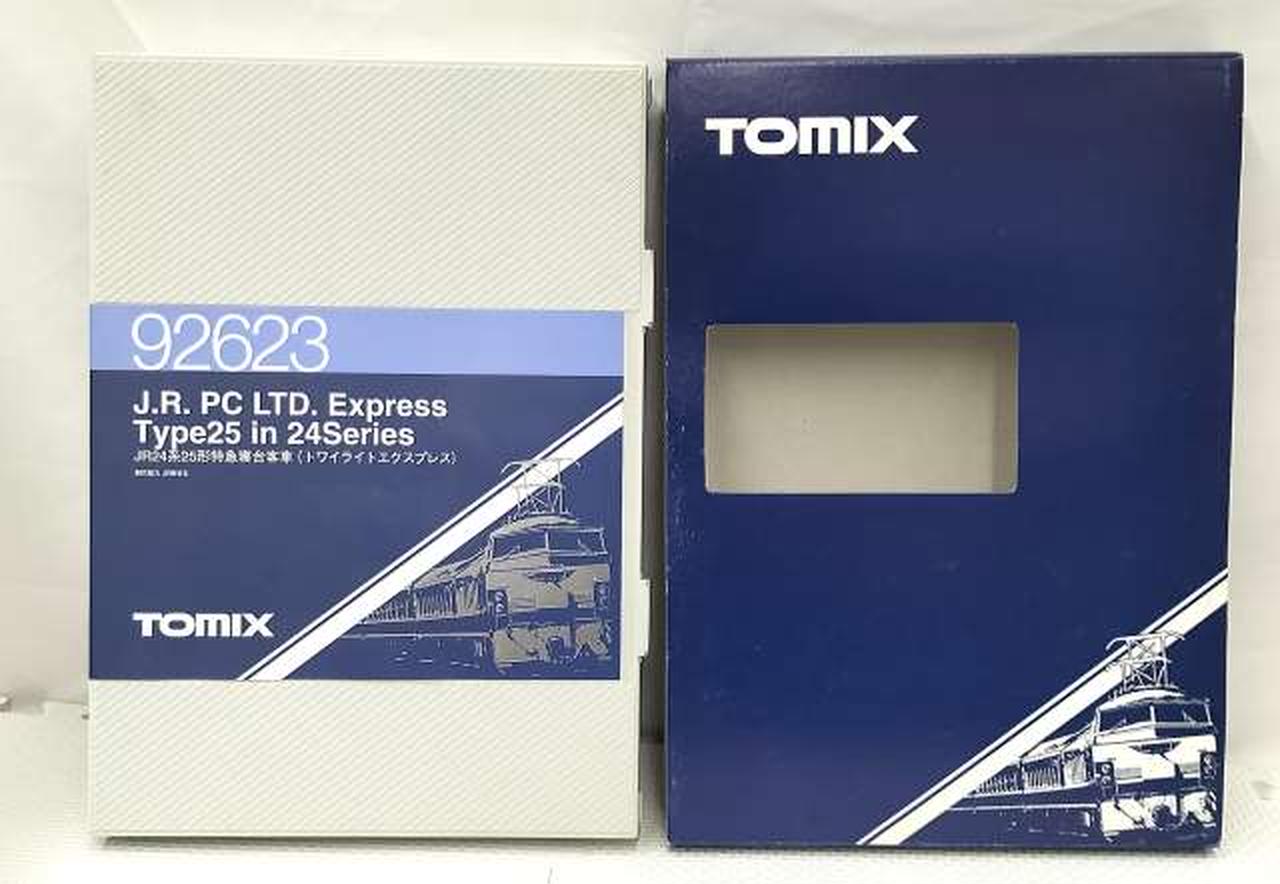 92623
J.R. PC LTD. Express
Type25 in 24Series
JR24系25形特急寝台客車(トワイライトエクスプレス)
TOMIX
TOMIX